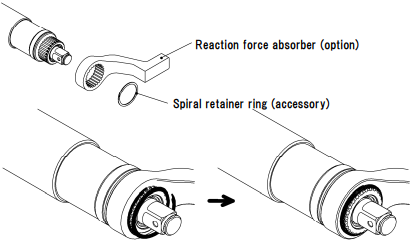 Reaction force absorber (option)
Spiral retainer ring (accessory)